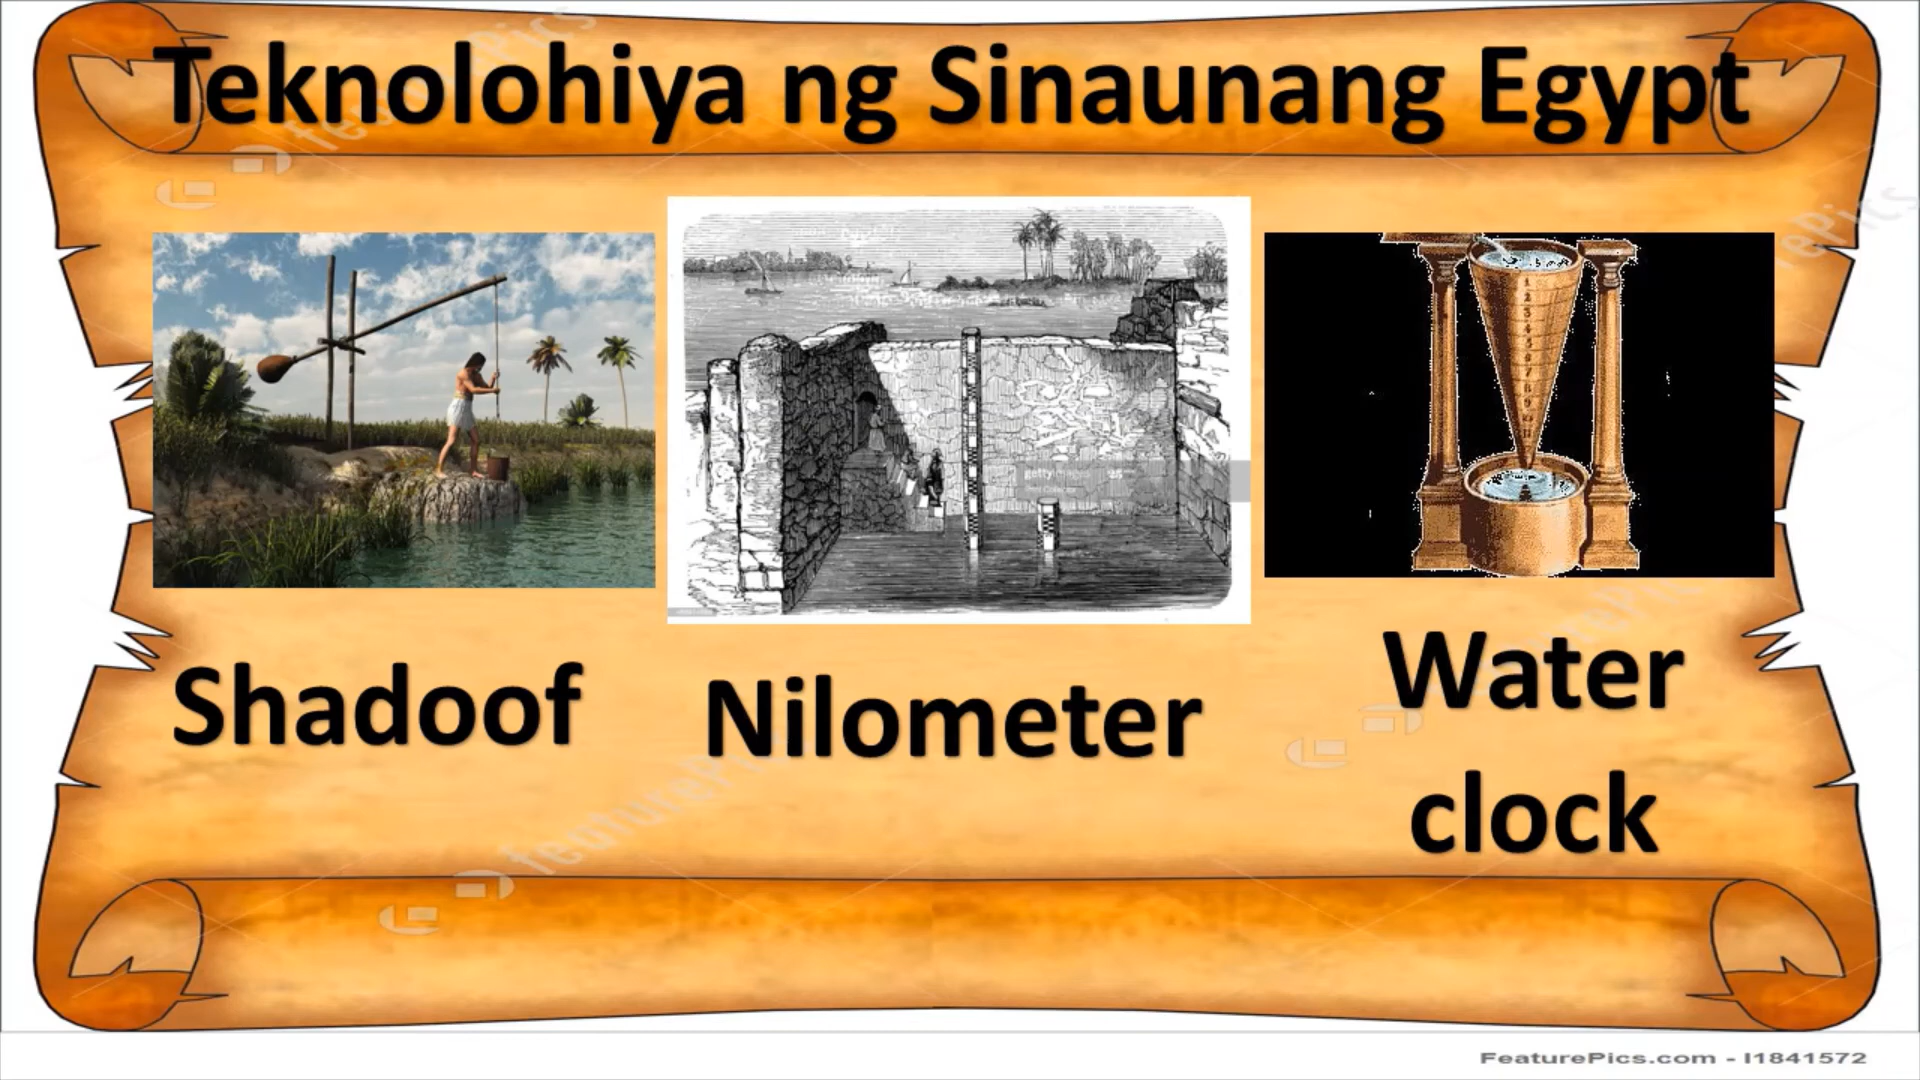 Teknolohiya ng Sinaunang Egypt
Shadoof
Nilometer
Water
clock
FeaturePics.com - I1841572